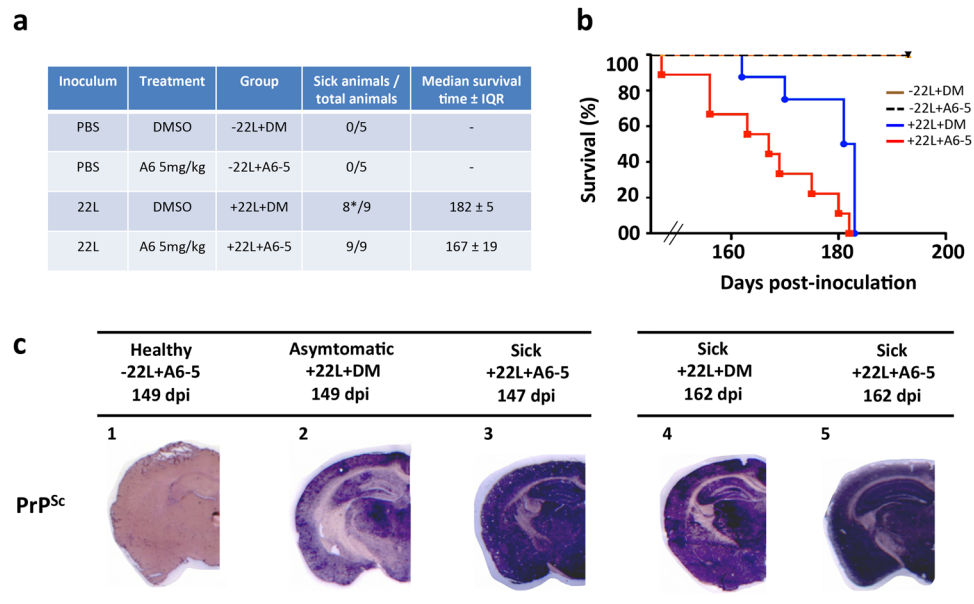 a
Inoculum Treatment Group Sick animals / total animals Median survival time ± IQR
PBS DMSO -22L+DM 0/5 -
PBS A6 5mg/kg -22L+A6-5 0/5 -
22L DMSO +22L+DM 8*/9 182 ± 5
22L A6 5mg/kg +22L+A6-5 9/9 167 ± 19
b
Survival (%)
100
80
60
40
20
00
160 180 200
Days post-inoculation
-22L+DM
-22L+A6-5
+22L+DM
+22L+A6-5
c
Healthy
-22L+A6-5
149 dpi
Asymtomatic
+22L+DM
149 dpi
Sick
+22L+A6-5
147 dpi
Sick
+22L+DM
162 dpi
Sick
+22L+A6-5
162 dpi
1 2 3 4 5
PrPSc